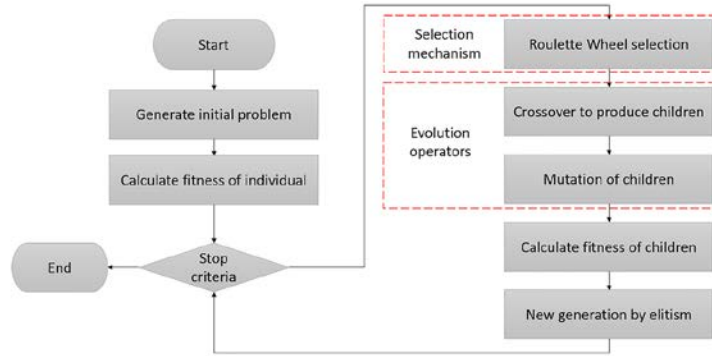 Start
Generate initial problem
Calculate fitness of individual
Stop
criteria
End
Selection
mechanism
Roulette Wheel selection
Evolution
operators
Crossover to produce children
Mutation of children
Calculate fitness of children
New generation by elitism